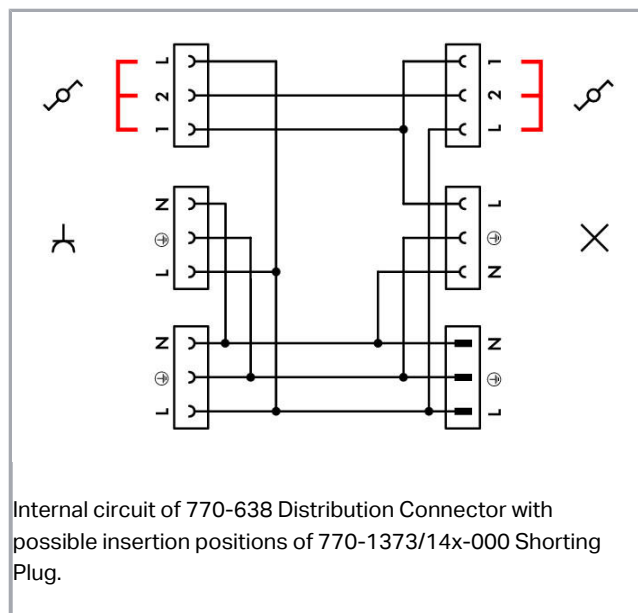 L 1
2 2
1 L
N L
⏚ ⏚
L N
N N
⏚ ⏚
L L
Internal circuit of 770-638 Distribution Connector with
possible insertion positions of 770-1373/14x-000 Shorting
Plug.